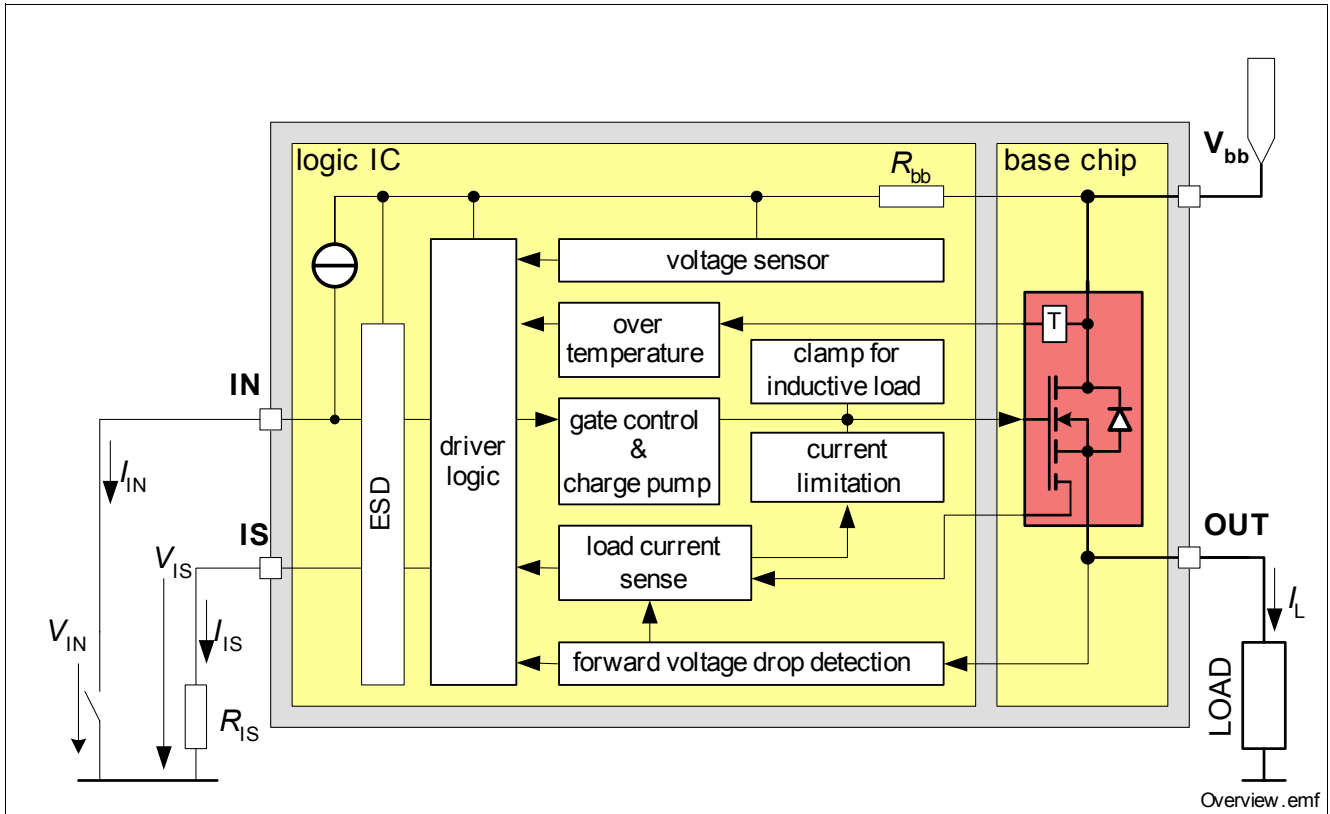 logic IC
R_bb
base chip
V_bb
voltage sensor
over
temperature
T
clamp for
inductive load
IN
gate control
&
charge pump
driver
logic
current
limitation
I_IN
ESD
IS
OUT
load current
sense
V_IS
I_L
V_IN
I_IS
forward voltage drop detection
R_IS
LOAD
Overview.emf